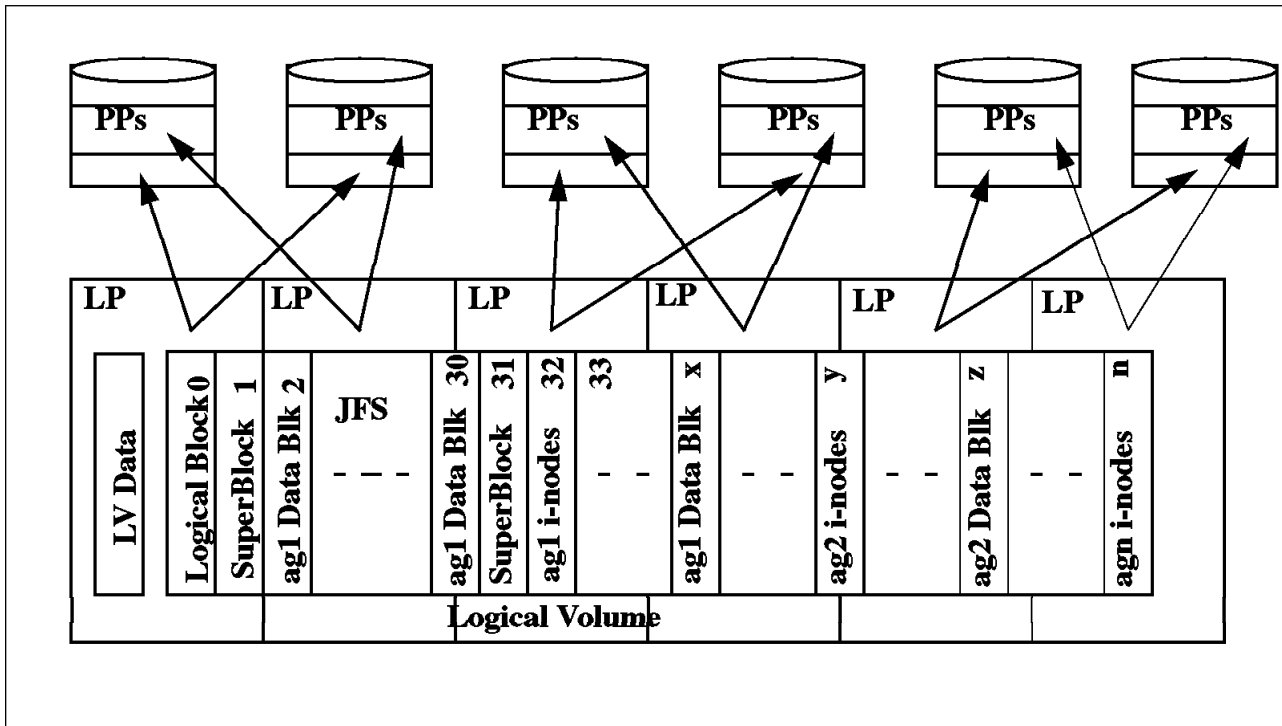 PPs
PPs
PPs
PPs
PPs
PPs
LP
LP
LP
LP
LP
LP
LV Data
Logical Block 0
SuperBlock 1
ag1 Data Blk 2
JFS
- - -
ag1 Data Blk 30
SuperBlock 31
ag1 i-nodes 32
33
- -
ag1 Data Blk x
- -
ag2 i-nodes y
- -
ag2 Data Blk z
- -
agn i-nodes n
Logical Volume